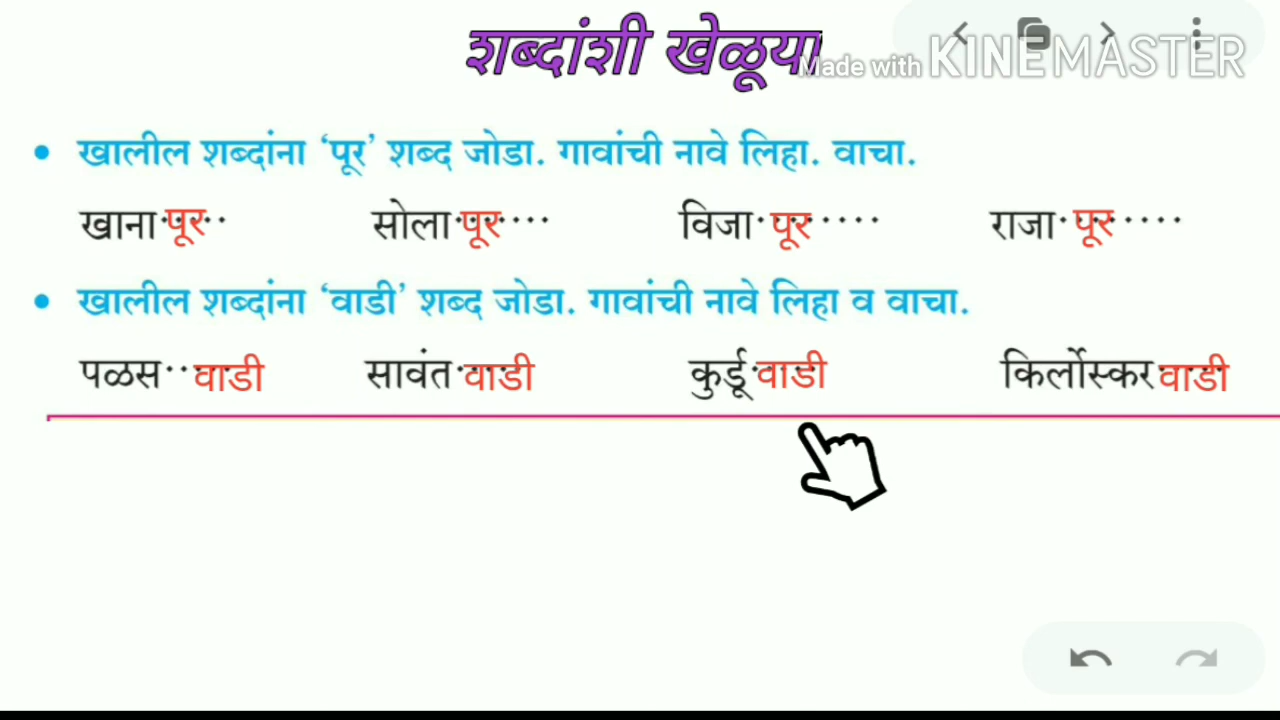 शब्दांशी खेळूया
Made with KINEMASTER
• खालील शब्दांना ‘पूर’ शब्द जोडा. गावांची नावे लिहा. वाचा.
खाना पूर सोला पूर विजा पूर राजा पूर
• खालील शब्दांना ‘वाडी’ शब्द जोडा. गावांची नावे लिहा व वाचा.
पळस वाडी सावंत वाडी कुर्डू वाडी किर्लोस्कर वाडी